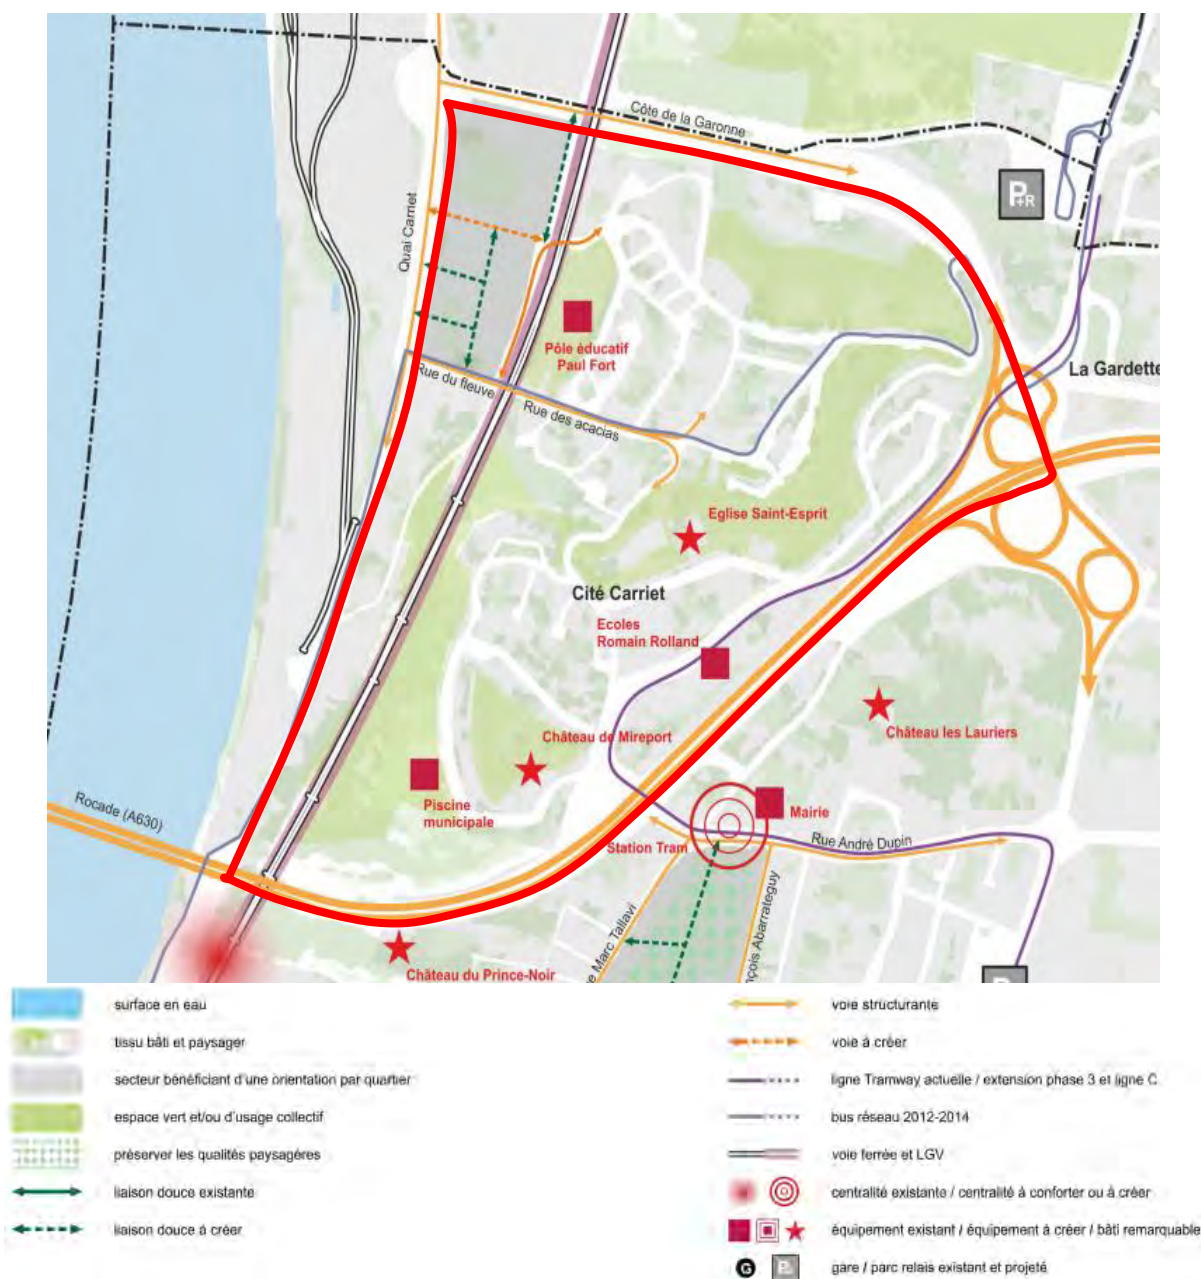 Côte de la Garonne
P+R
Quai Carriet
La Gardette
Pôle éducatif
Paul Fort
Rue du fleuve
Rue des acacias
Eglise Saint-Esprit
Cité Carriet
Ecoles
Romain Rolland
Château les Lauriers
Château de Mireport
Rocade (A630)
Piscine
municipale
Mairie
Station Tram
Rue André Dupin
e Marc Tallavi
nçois Abarrateguy
Château du Prince-Noir
surface en eau
tissu bâti et paysager
secteur bénéficiant d'une orientation par quartier
espace vert et/ou d'usage collectif
préserver les qualités paysagères
liaison douce existante
liaison douce à créer
voie structurante
voie à créer
ligne Tramway actuelle / extension phase 3 et ligne C
bus réseau 2012-2014
voie ferrée et LGV
centralité existante / centralité à conforter ou à créer
équipement existant / équipement à créer / bâti remarquable
G
gare / parc relais existant et projeté